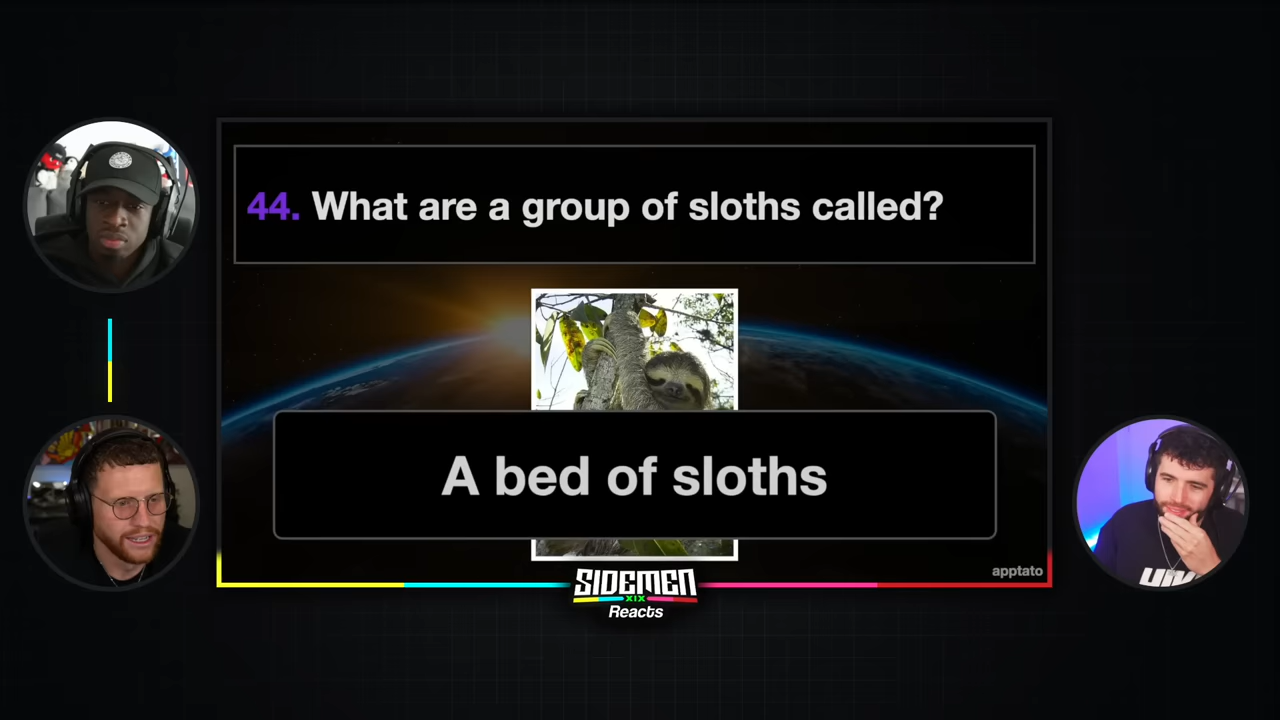 44. What are a group of sloths called?
A bed of sloths
apptato
SIDEMEN
XIX
Reacts